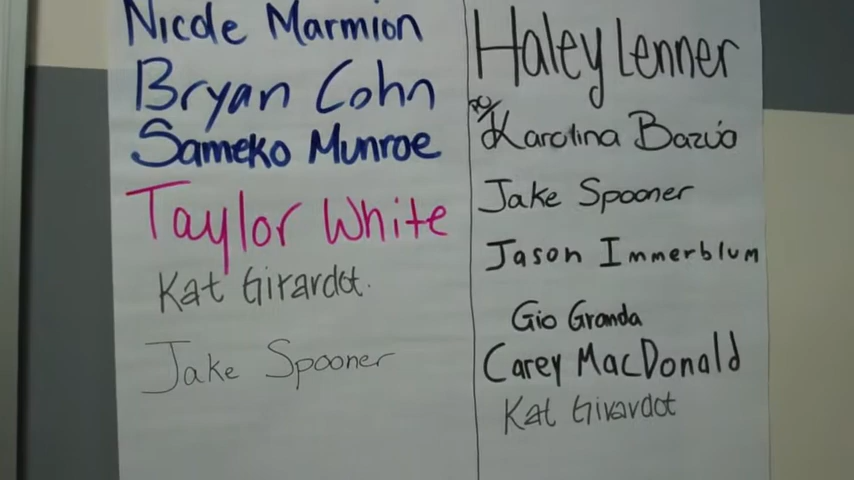 Nicole Marmion
Bryan Cohn
Sameko Munroe
Taylor White
Kat Girardot.
Jake Spooner
Haley Lenner
Karolina Bazúa
Jake Spooner
Jason Immerblum
Gio Granda
Carey MacDonald
Kat Girardot